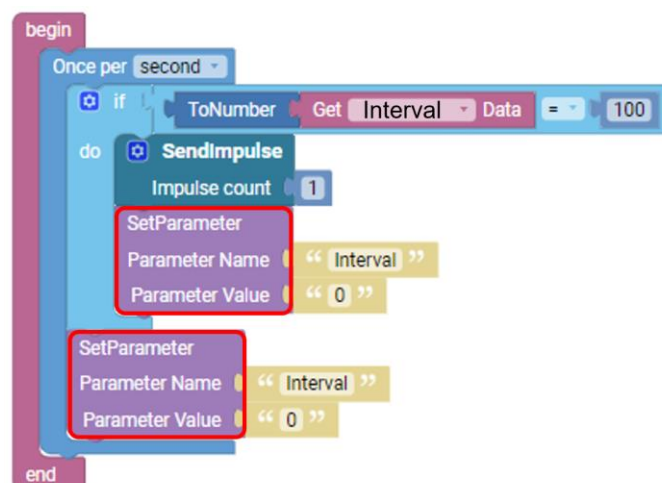 begin
Once per second
if ToNumber Get Interval Data = 100
do SendImpulse
Impulse count 1
SetParameter
Parameter Name “ Interval ”
Parameter Value “ 0 ”
SetParameter
Parameter Name “ Interval ”
Parameter Value “ 0 ”
end